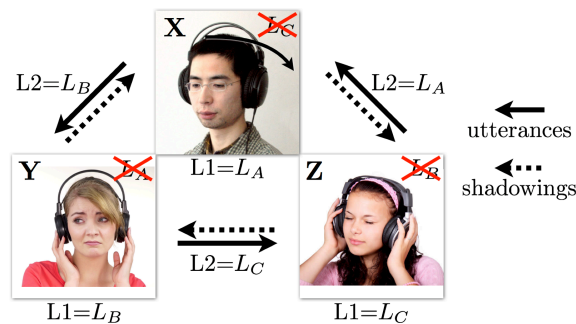 X L_C
L2=L_B
L2=L_A
utterances
Y L_A
L1=L_A
Z L_B
shadowings
L2=L_C
L1=L_B
L1=L_C